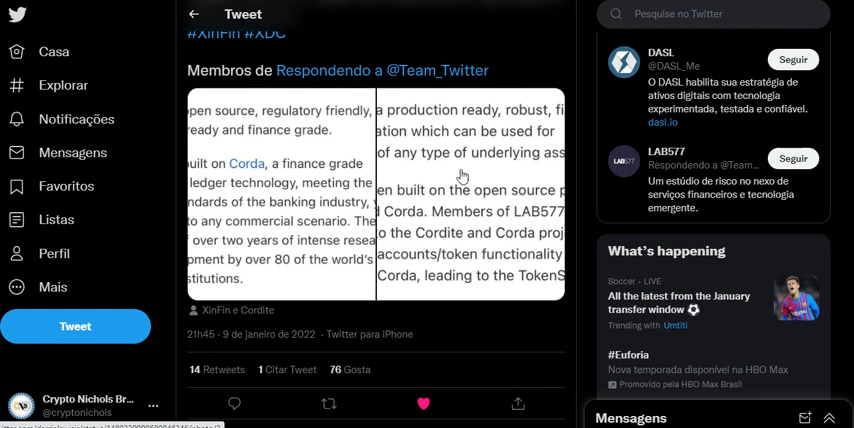 Tweet
Pesquise no Twitter
#XinFin #XDC
Casa
Explorar
Notificações
Mensagens
Favoritos
Listas
Perfil
Mais
Tweet
Crypto Nichols Br...
@cryptonichols
Membros de Respondendo a @Team_Twitter
open source, regulatory friendly,
ready and finance grade.
built on Corda, a finance grade
ledger technology, meeting the
ndards of the banking industry,
to any commercial scenario. The
over two years of intense resea
pment by over 80 of the world's
stitutions.
a production ready, robust, fi
ation which can be used for
of any type of underlying ass
en built on the open source p
d Corda. Members of LAB577
o the Cordite and Corda proj
accounts/token functionality
Corda, leading to the TokenS
XinFin e Cordite
21h45 · 9 de janeiro de 2022 · Twitter para iPhone
14 Retweets 1 Citar Tweet 76 Gosta
DASL
@DASL_Me
Seguir
O DASL habilita sua estratégia de
ativos digitais com tecnologia
experimentada, testada e confiável.
dasl.io
LAB577
LAB577
Respondendo a @Team...
Seguir
Um estúdio de risco no nexo de
serviços financeiros e tecnologia
emergente.
What's happening
Soccer · LIVE
All the latest from the January
transfer window ⚽
Trending with Umtiti
#Euforia
Nova temporada disponível na HBO Max
Promovido pela HBO Max Brasil
Mensagens